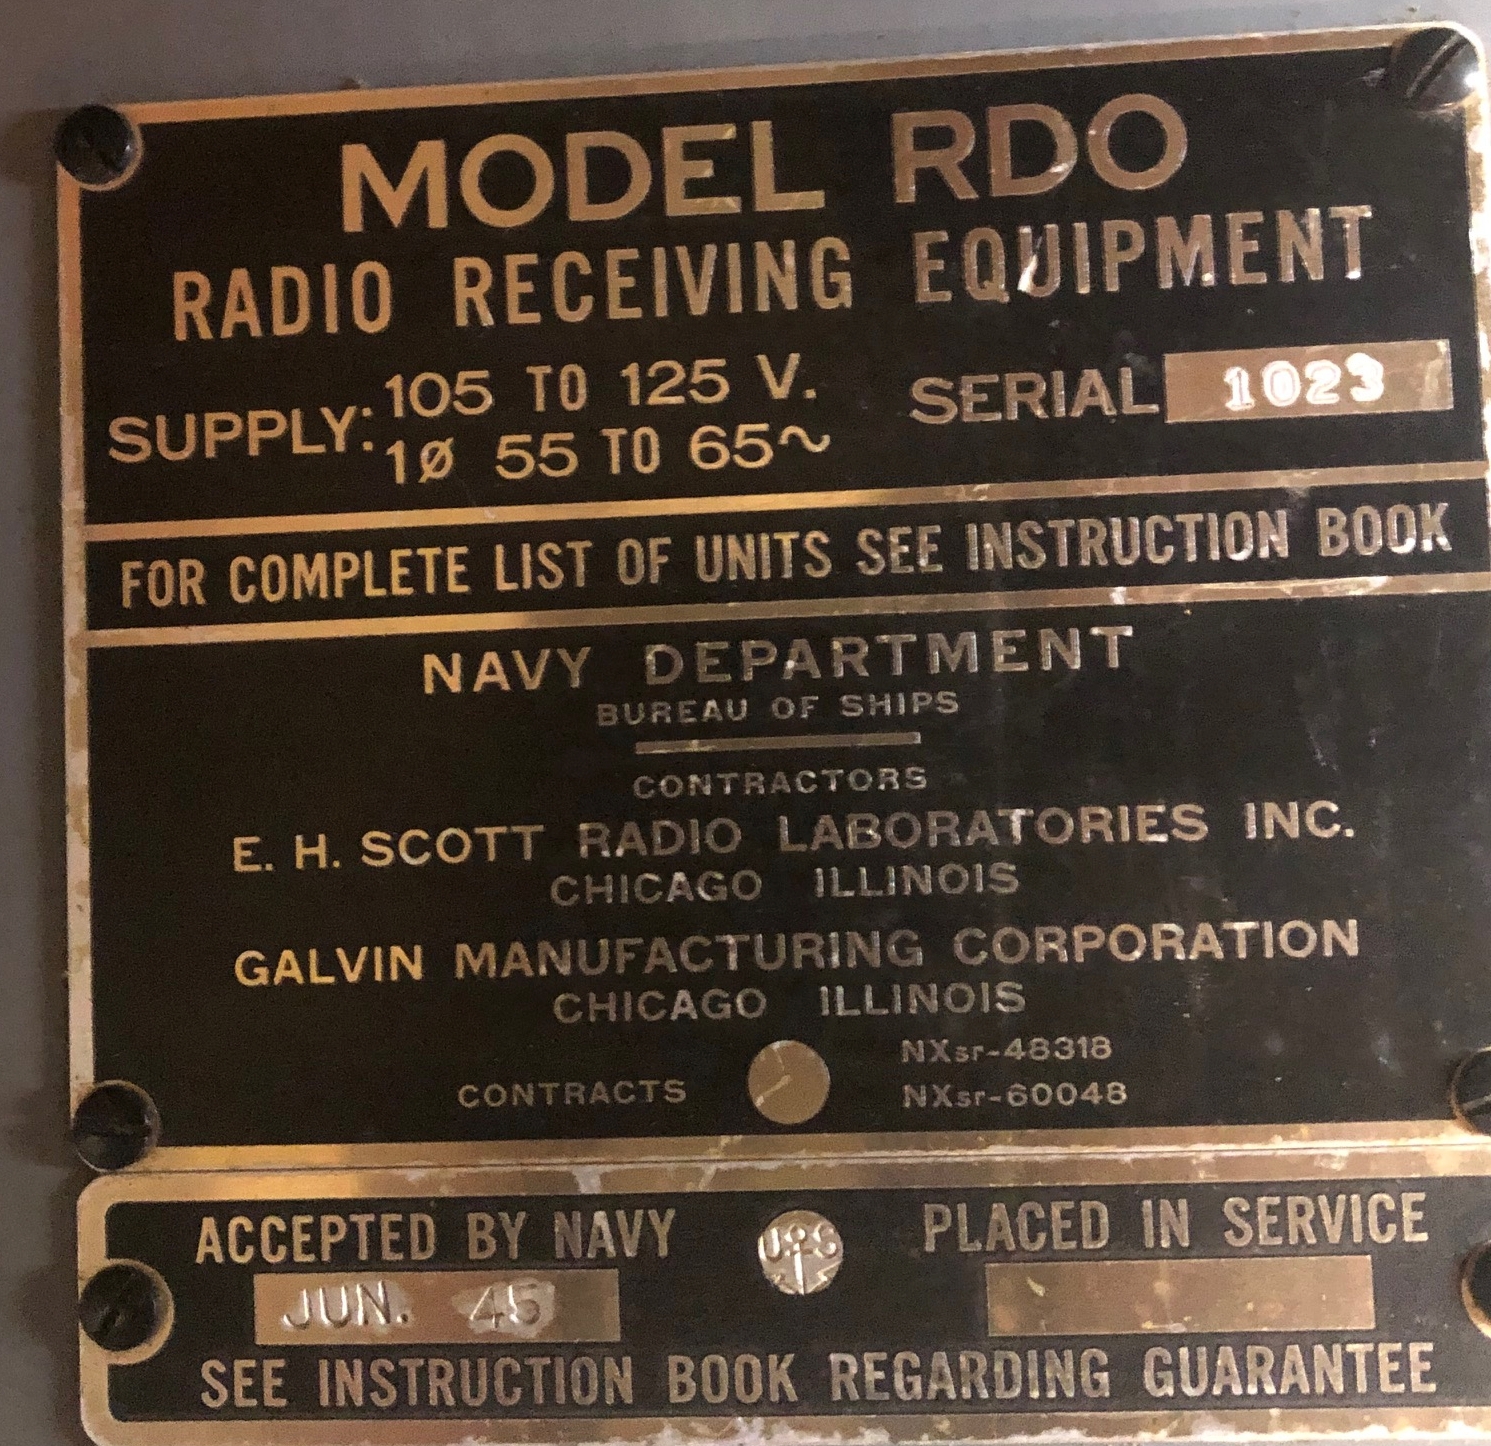 MODEL RDO
RADIO RECEIVING EQUIPMENT
SUPPLY: 105 TO 125 V.
1Ø 55 TO 65~
SERIAL 1023
FOR COMPLETE LIST OF UNITS SEE INSTRUCTION BOOK
NAVY DEPARTMENT
BUREAU OF SHIPS
CONTRACTORS
E. H. SCOTT RADIO LABORATORIES INC.
CHICAGO ILLINOIS
GALVIN MANUFACTURING CORPORATION
CHICAGO ILLINOIS
CONTRACTS
NXsr-48318
NXsr-60048
ACCEPTED BY NAVY
JUN. 45
U S
PLACED IN SERVICE
SEE INSTRUCTION BOOK REGARDING GUARANTEE